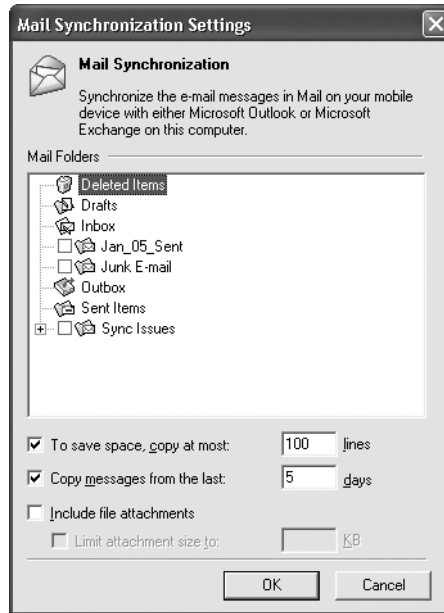 Mail Synchronization Settings
Mail Synchronization
Synchronize the e-mail messages in Mail on your mobile
device with either Microsoft Outlook or Microsoft
Exchange on this computer.
Mail Folders
Deleted Items
Drafts
Inbox
Jan_05_Sent
Junk E-mail
Outbox
Sent Items
Sync Issues
To save space, copy at most: 100 lines
Copy messages from the last: 5 days
Include file attachments
Limit attachment size to: KB
OK Cancel